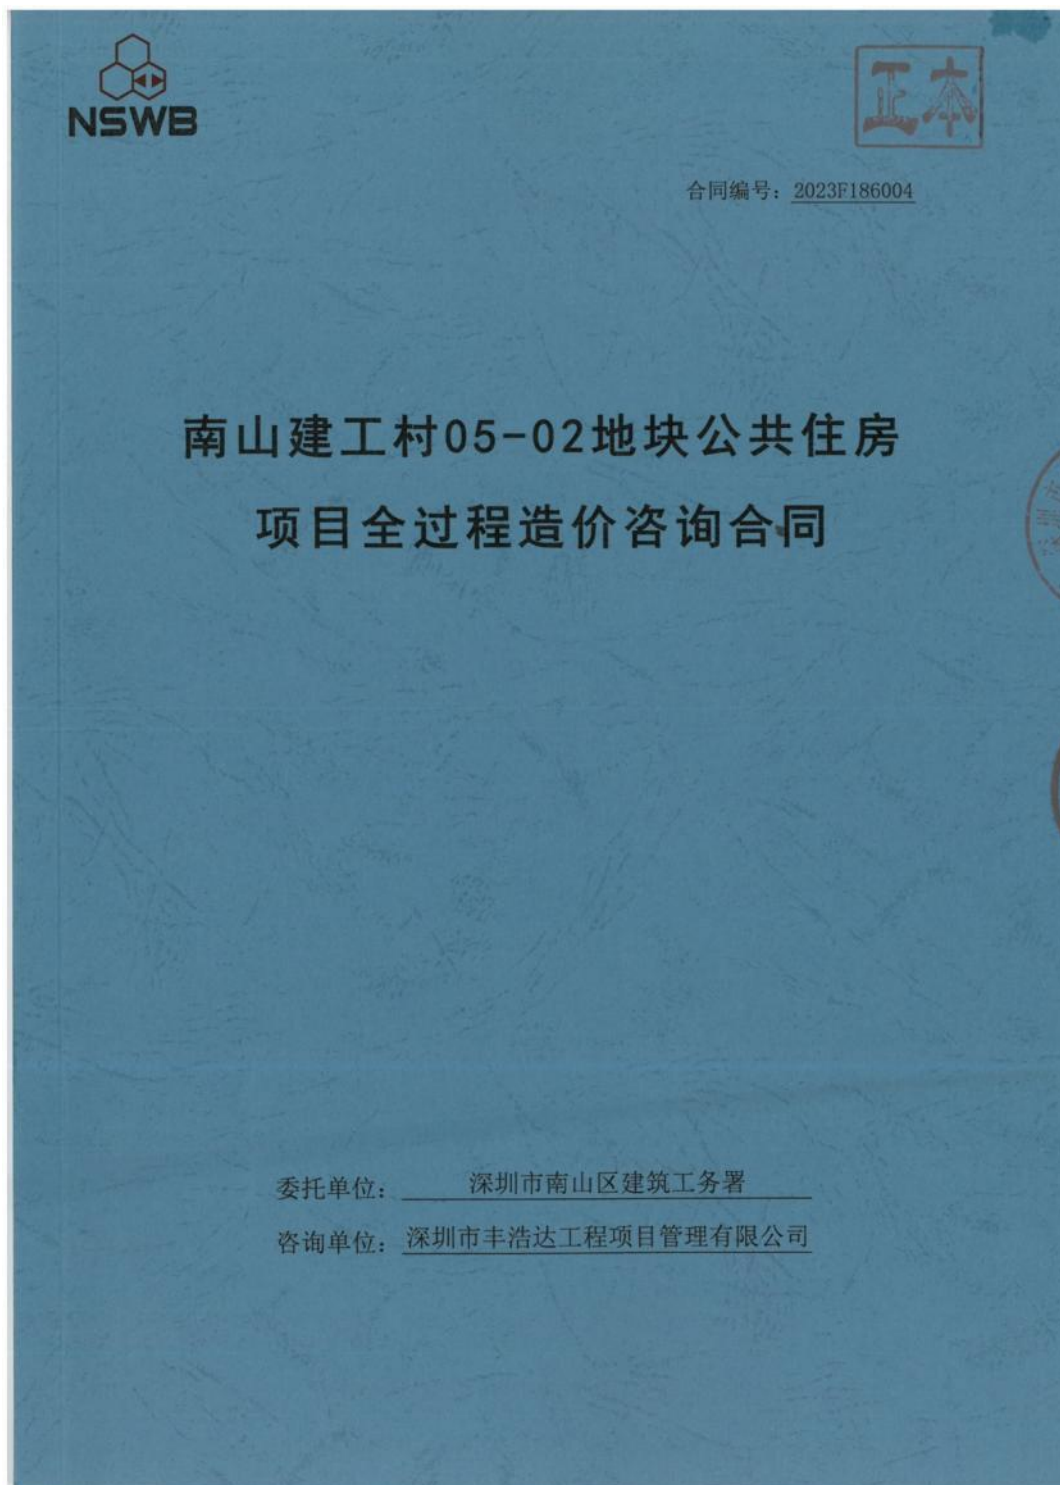 NSWB
正本
合同编号：2023F186004
南山建工村05-02地块公共住房
项目全过程造价咨询合同
委托单位：深圳市南山区建筑工务署
咨询单位：深圳市丰浩达工程项目管理有限公司